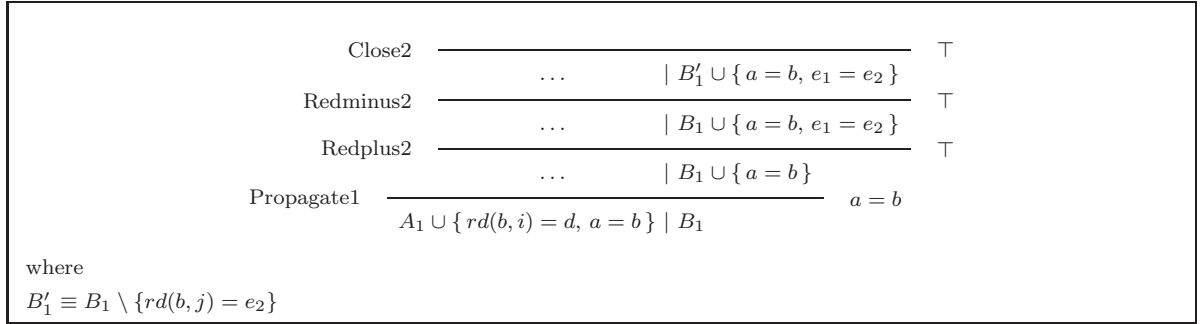 Close2 ⊤
. . . | B′₁ ∪ { a = b, e₁ = e₂ }
Redminus2 ⊤
. . . | B₁ ∪ { a = b, e₁ = e₂ }
Redplus2 ⊤
. . . | B₁ ∪ { a = b }
Propagate1 a = b
A₁ ∪ { rd(b, i) = d, a = b } | B₁
where
B′₁ ≡ B₁ \ {rd(b, j) = e₂}